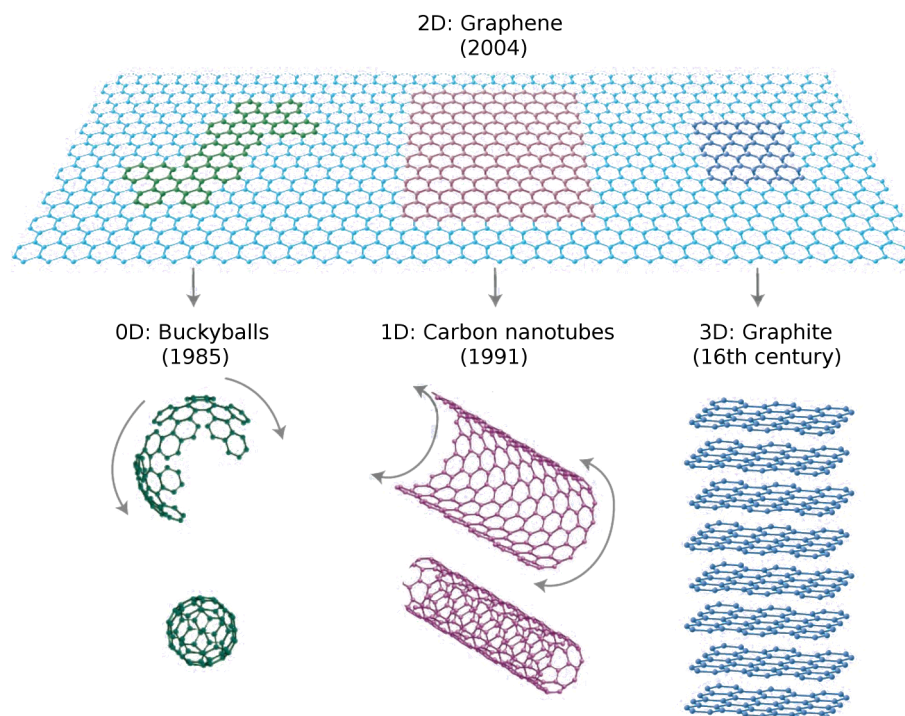 2D: Graphene
(2004)
0D: Buckyballs
(1985)
1D: Carbon nanotubes
(1991)
3D: Graphite
(16th century)